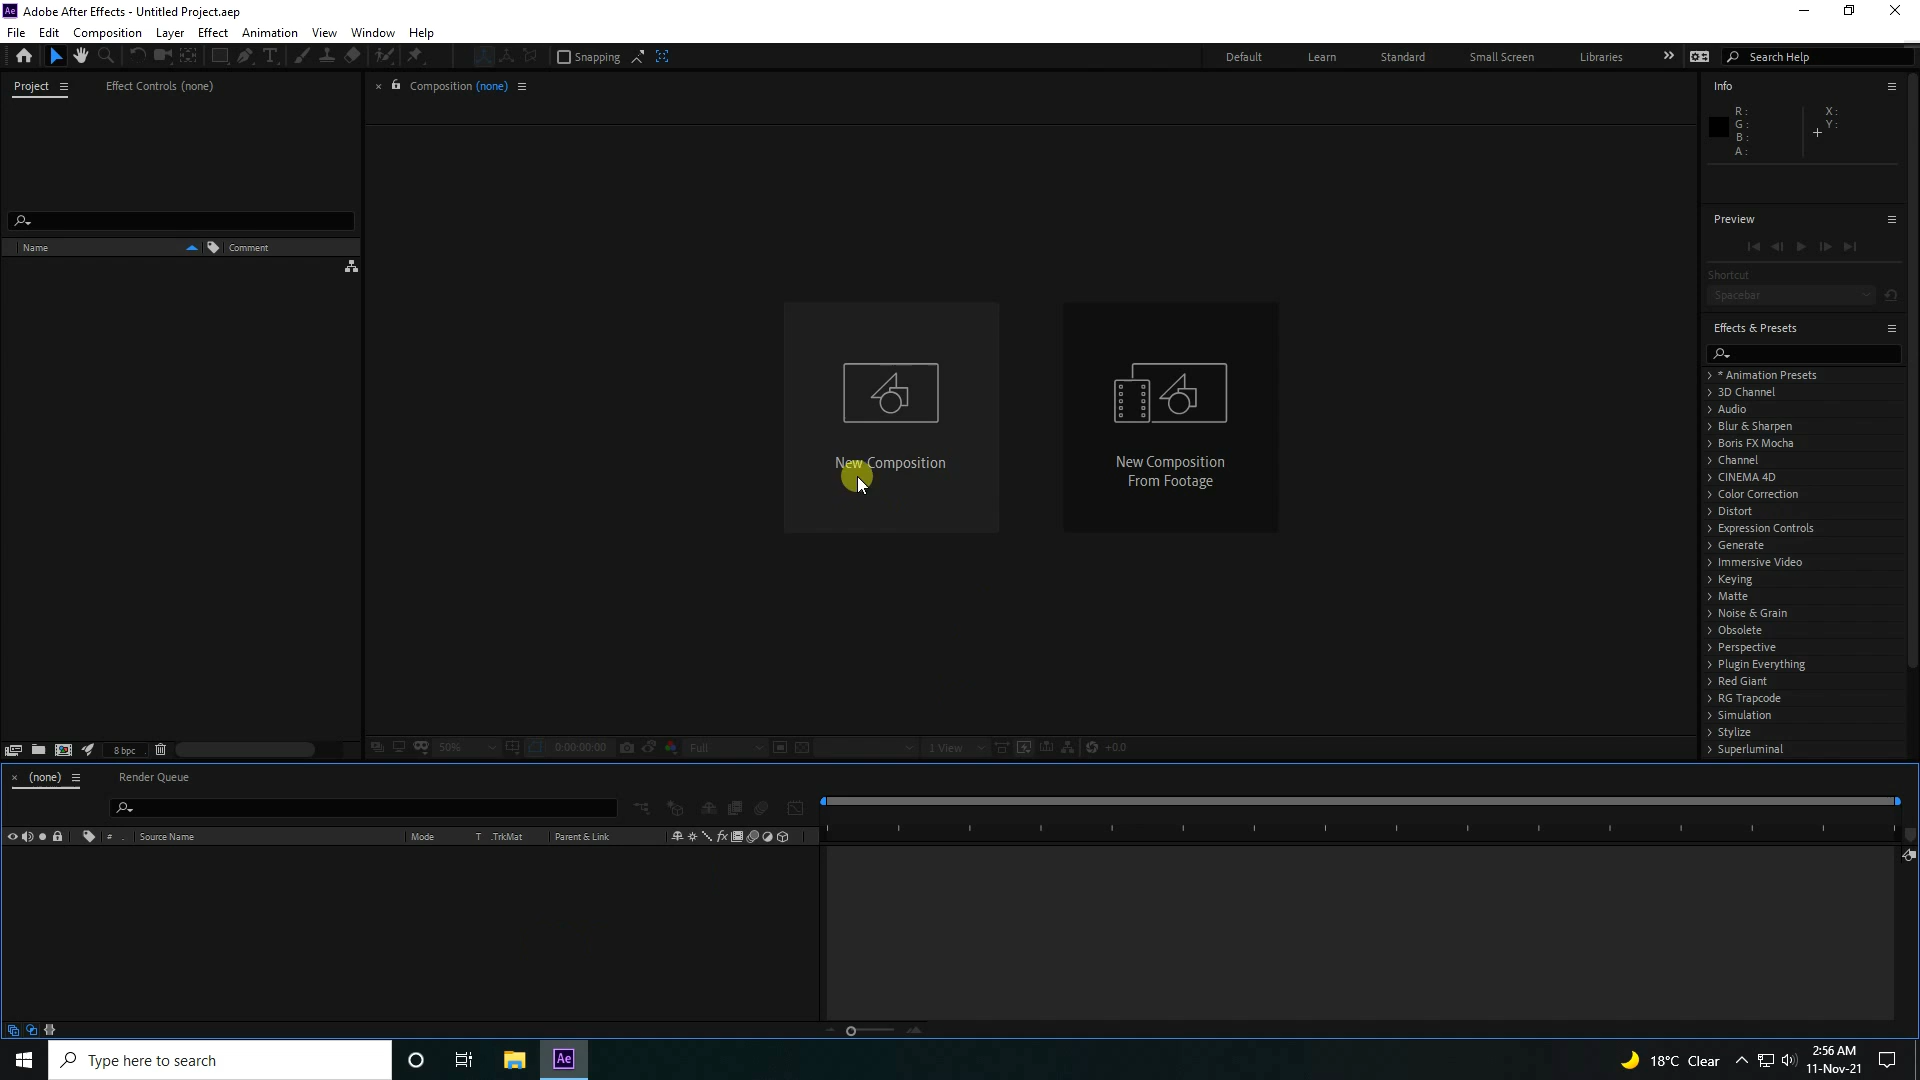 Ae Adobe After Effects - Untitled Project.aep
File Edit Composition Layer Effect Animation View Window Help
Snapping Default Learn Standard Small Screen Libraries Search Help
Project Effect Controls (none)
Composition (none)
Name Comment
New Composition
New Composition
From Footage
8 bpc
50% 0:00:00:00 Full 1 View +0.0
Info
R: X:
G: Y:
B:
A:
Preview
Shortcut
Spacebar
Effects & Presets
* Animation Presets
3D Channel
Audio
Blur & Sharpen
Boris FX Mocha
Channel
CINEMA 4D
Color Correction
Distort
Expression Controls
Generate
Immersive Video
Keying
Matte
Noise & Grain
Obsolete
Perspective
Plugin Everything
Red Giant
RG Trapcode
Simulation
Stylize
Superluminal
(none) Render Queue
# . Source Name Mode T .TrkMat Parent & Link fx
Type here to search Ae 18°C Clear 2:56 AM
11-Nov-21